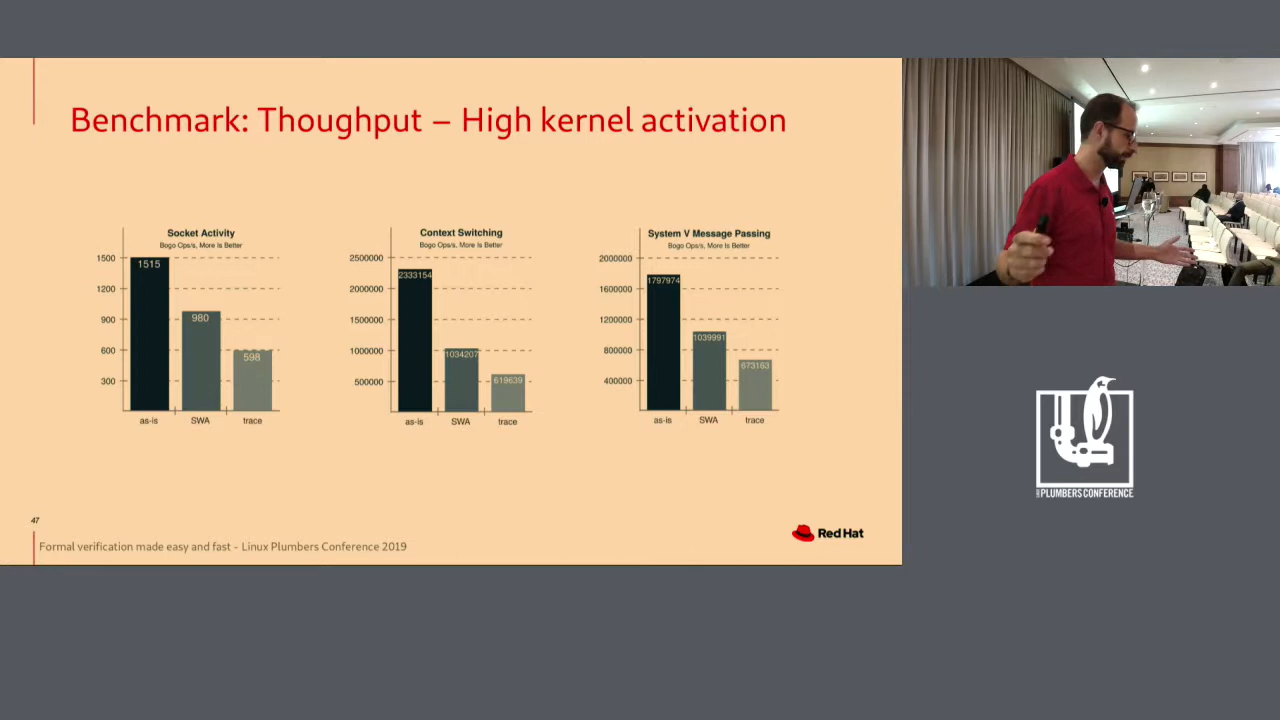 Benchmark: Thoughput – High kernel activation
Socket Activity
Bogo Ops/s, More Is Better
1500
1200
900
600
300
1515
980
598
as-is
SWA
trace
Context Switching
Bogo Ops/s, More Is Better
2500000
2000000
1500000
1000000
500000
2333154
1034207
619639
as-is
SWA
trace
System V Message Passing
Bogo Ops/s, More Is Better
2000000
1600000
1200000
800000
400000
1797974
1039991
673163
as-is
SWA
trace
47
Formal verification made easy and fast - Linux Plumbers Conference 2019
Red Hat
PLUMBERS CONFERENCE